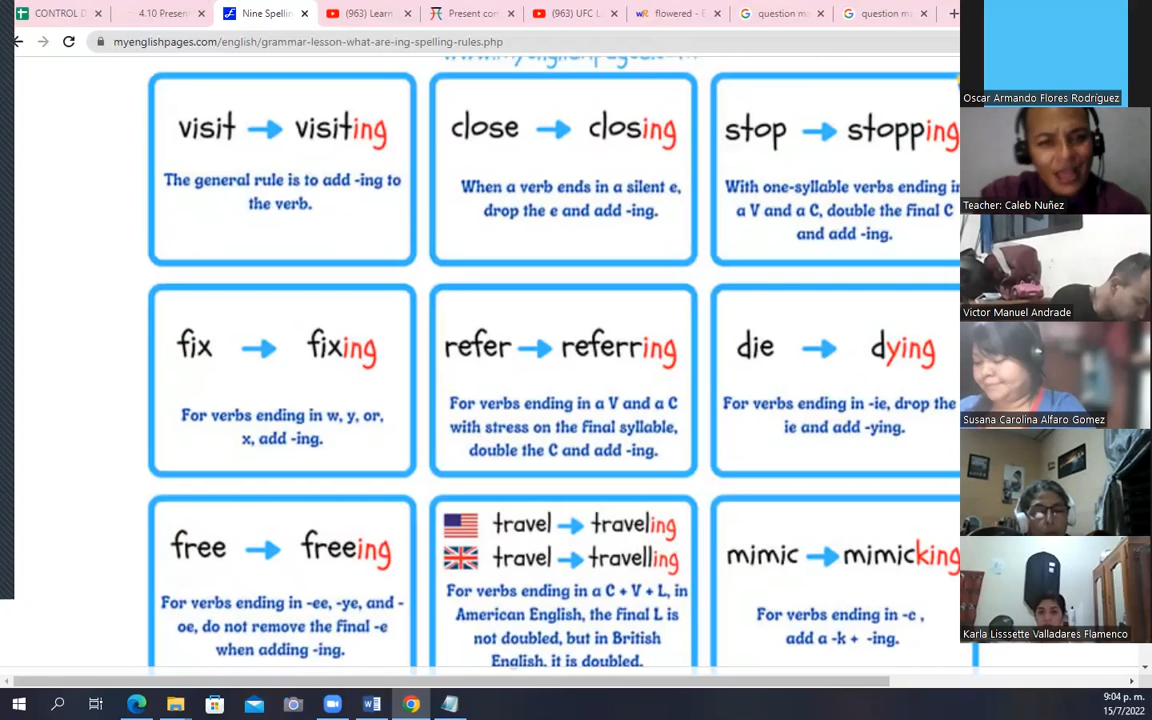 CONTROL D
4.10 Present
Nine Spellin
(963) Learn
Present con
(963) UFC L
flowered - E
question ma
question ma
myenglishpages.com/english/grammar-lesson-what-are-ing-spelling-rules.php
visit visiting
The general rule is to add -ing to
the verb.
close closing
When a verb ends in a silent e,
drop the e and add -ing.
stop stopping
With one-syllable verbs ending in
a V and a C, double the final C
and add -ing.
fix fixing
For verbs ending in w, y, or,
x, add -ing.
refer referring
For verbs ending in a V and a C
with stress on the final syllable,
double the C and add -ing.
die dying
For verbs ending in -ie, drop the
ie and add -ying.
free freeing
For verbs ending in -ee, -ye, and -
oe, do not remove the final -e
when adding -ing.
travel traveling
travel travelling
For verbs ending in a C + V + L, in
American English, the final L is
not doubled, but in British
English, it is doubled.
mimic mimicking
For verbs ending in -c ,
add a -k + -ing.
Oscar Armando Flores Rodríguez
Teacher: Caleb Nuñez
Victor Manuel Andrade
Susana Carolina Alfaro Gomez
Karla Lisssette Valladares Flamenco
9:04 p. m.
15/7/2022